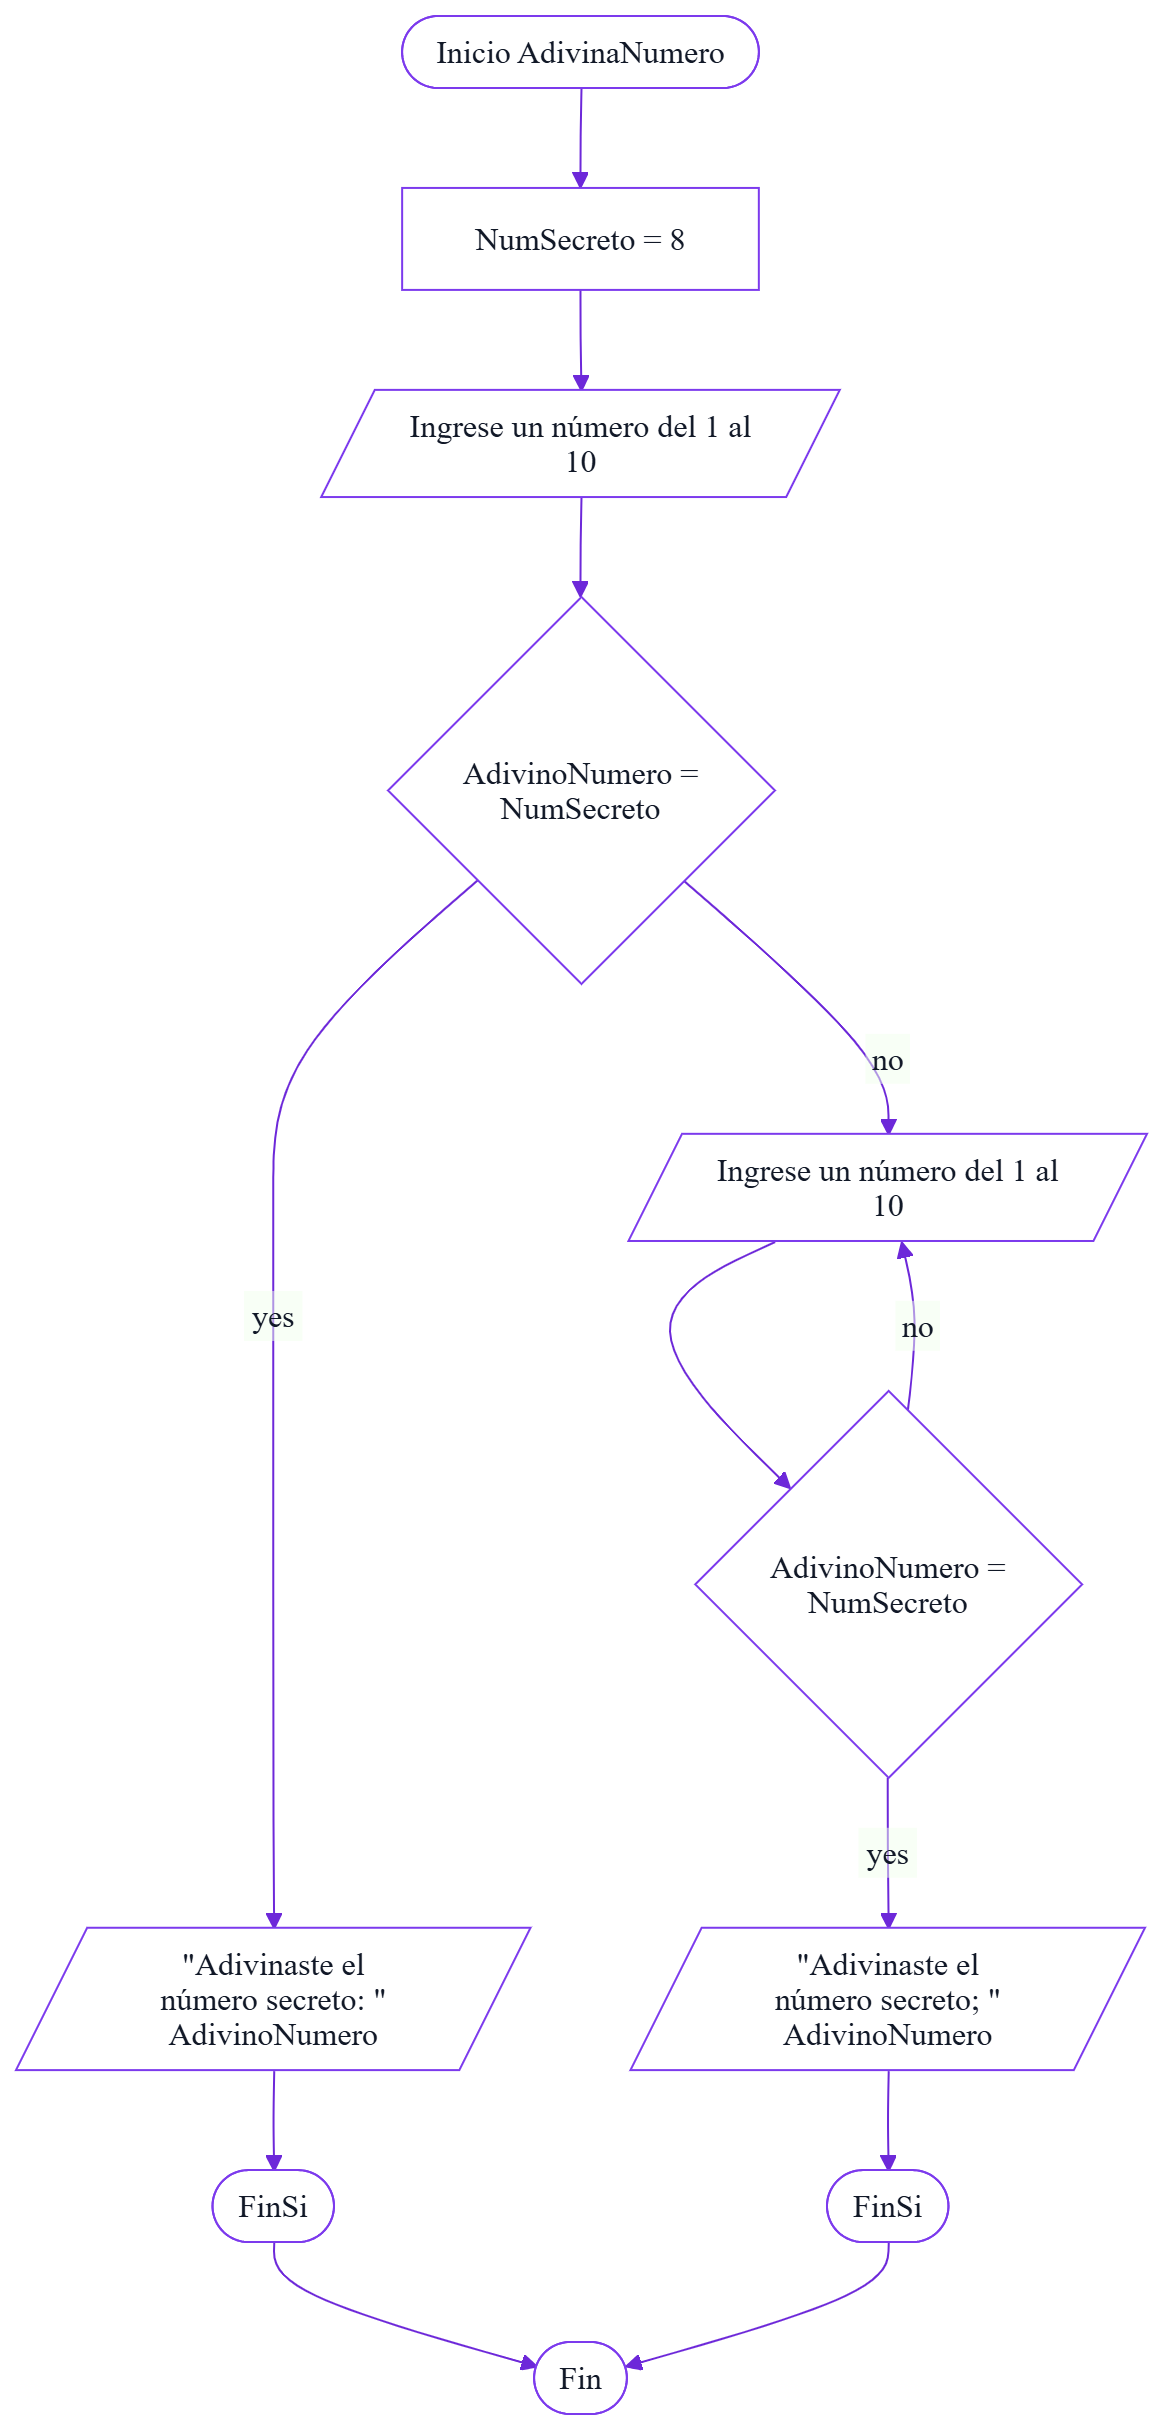 Inicio AdivinaNumero
NumSecreto = 8
Ingrese un número del 1 al
10
AdivinoNumero =
NumSecreto
no
Ingrese un número del 1 al
10
yes
no
AdivinoNumero =
NumSecreto
yes
"Adivinaste el
número secreto: "
AdivinoNumero
"Adivinaste el
número secreto; "
AdivinoNumero
FinSi
FinSi
Fin